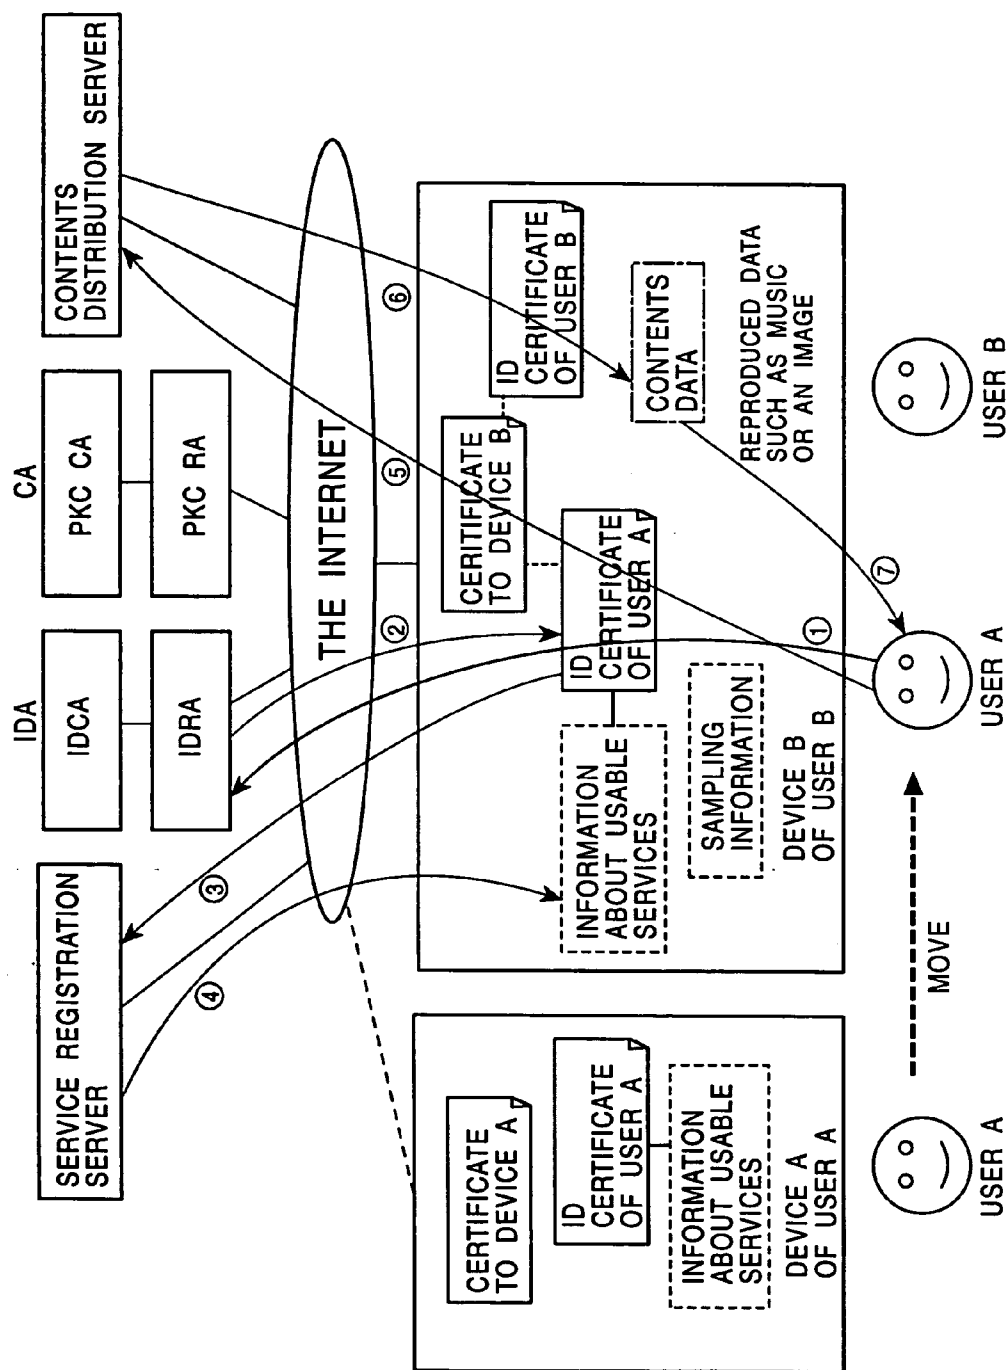 SERVICE REGISTRATION
SERVER
IDA
IDCA
IDRA
CA
PKC CA
PKC RA
CONTENTS
DISTRIBUTION SERVER
THE INTERNET
③
④
②
⑤
⑥
CERTIFICATE
TO DEVICE A
ID
CERTIFICATE
OF USER A
INFORMATION
ABOUT USABLE
SERVICES
DEVICE A
OF USER A
CERITIFICATE
TO DEVICE B
ID
CERITIFICATE
OF USER B
ID
CERTIFICATE
OF USER A
INFORMATION
ABOUT USABLE
SERVICES
SAMPLING
INFORMATION
DEVICE B
OF USER B
CONTENTS
DATA
REPRODUCED DATA
SUCH AS MUSIC
OR AN IMAGE
①
⑦
USER A
MOVE
USER A
USER B